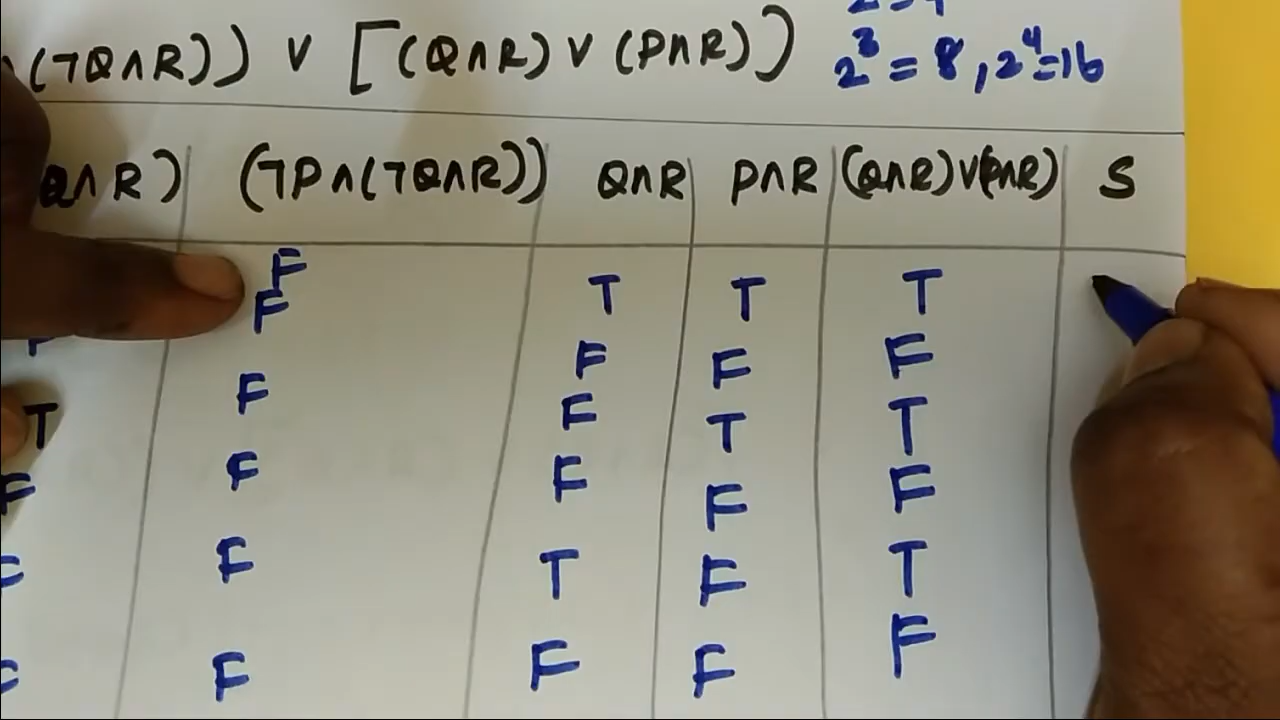 (¬Q∧R)) ∨ [(Q∧R) ∨ (P∧R)) 2³ = 8, 2⁴=16
Q∧R) (¬P∧(¬Q∧R)) Q∧R P∧R (Q∧R)∨(P∧R) S
F
F T T T
F F F F
T F F T T
F F F F F
F F T F T
F F F F F